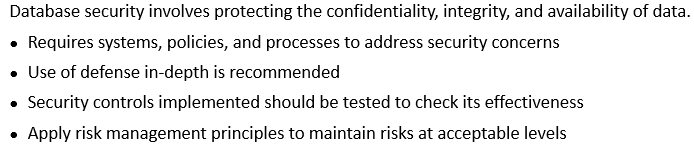 Database security involves protecting the confidentiality, integrity, and availability of data.
• Requires systems, policies, and processes to address security concerns
• Use of defense in-depth is recommended
• Security controls implemented should be tested to check its effectiveness
• Apply risk management principles to maintain risks at acceptable levels